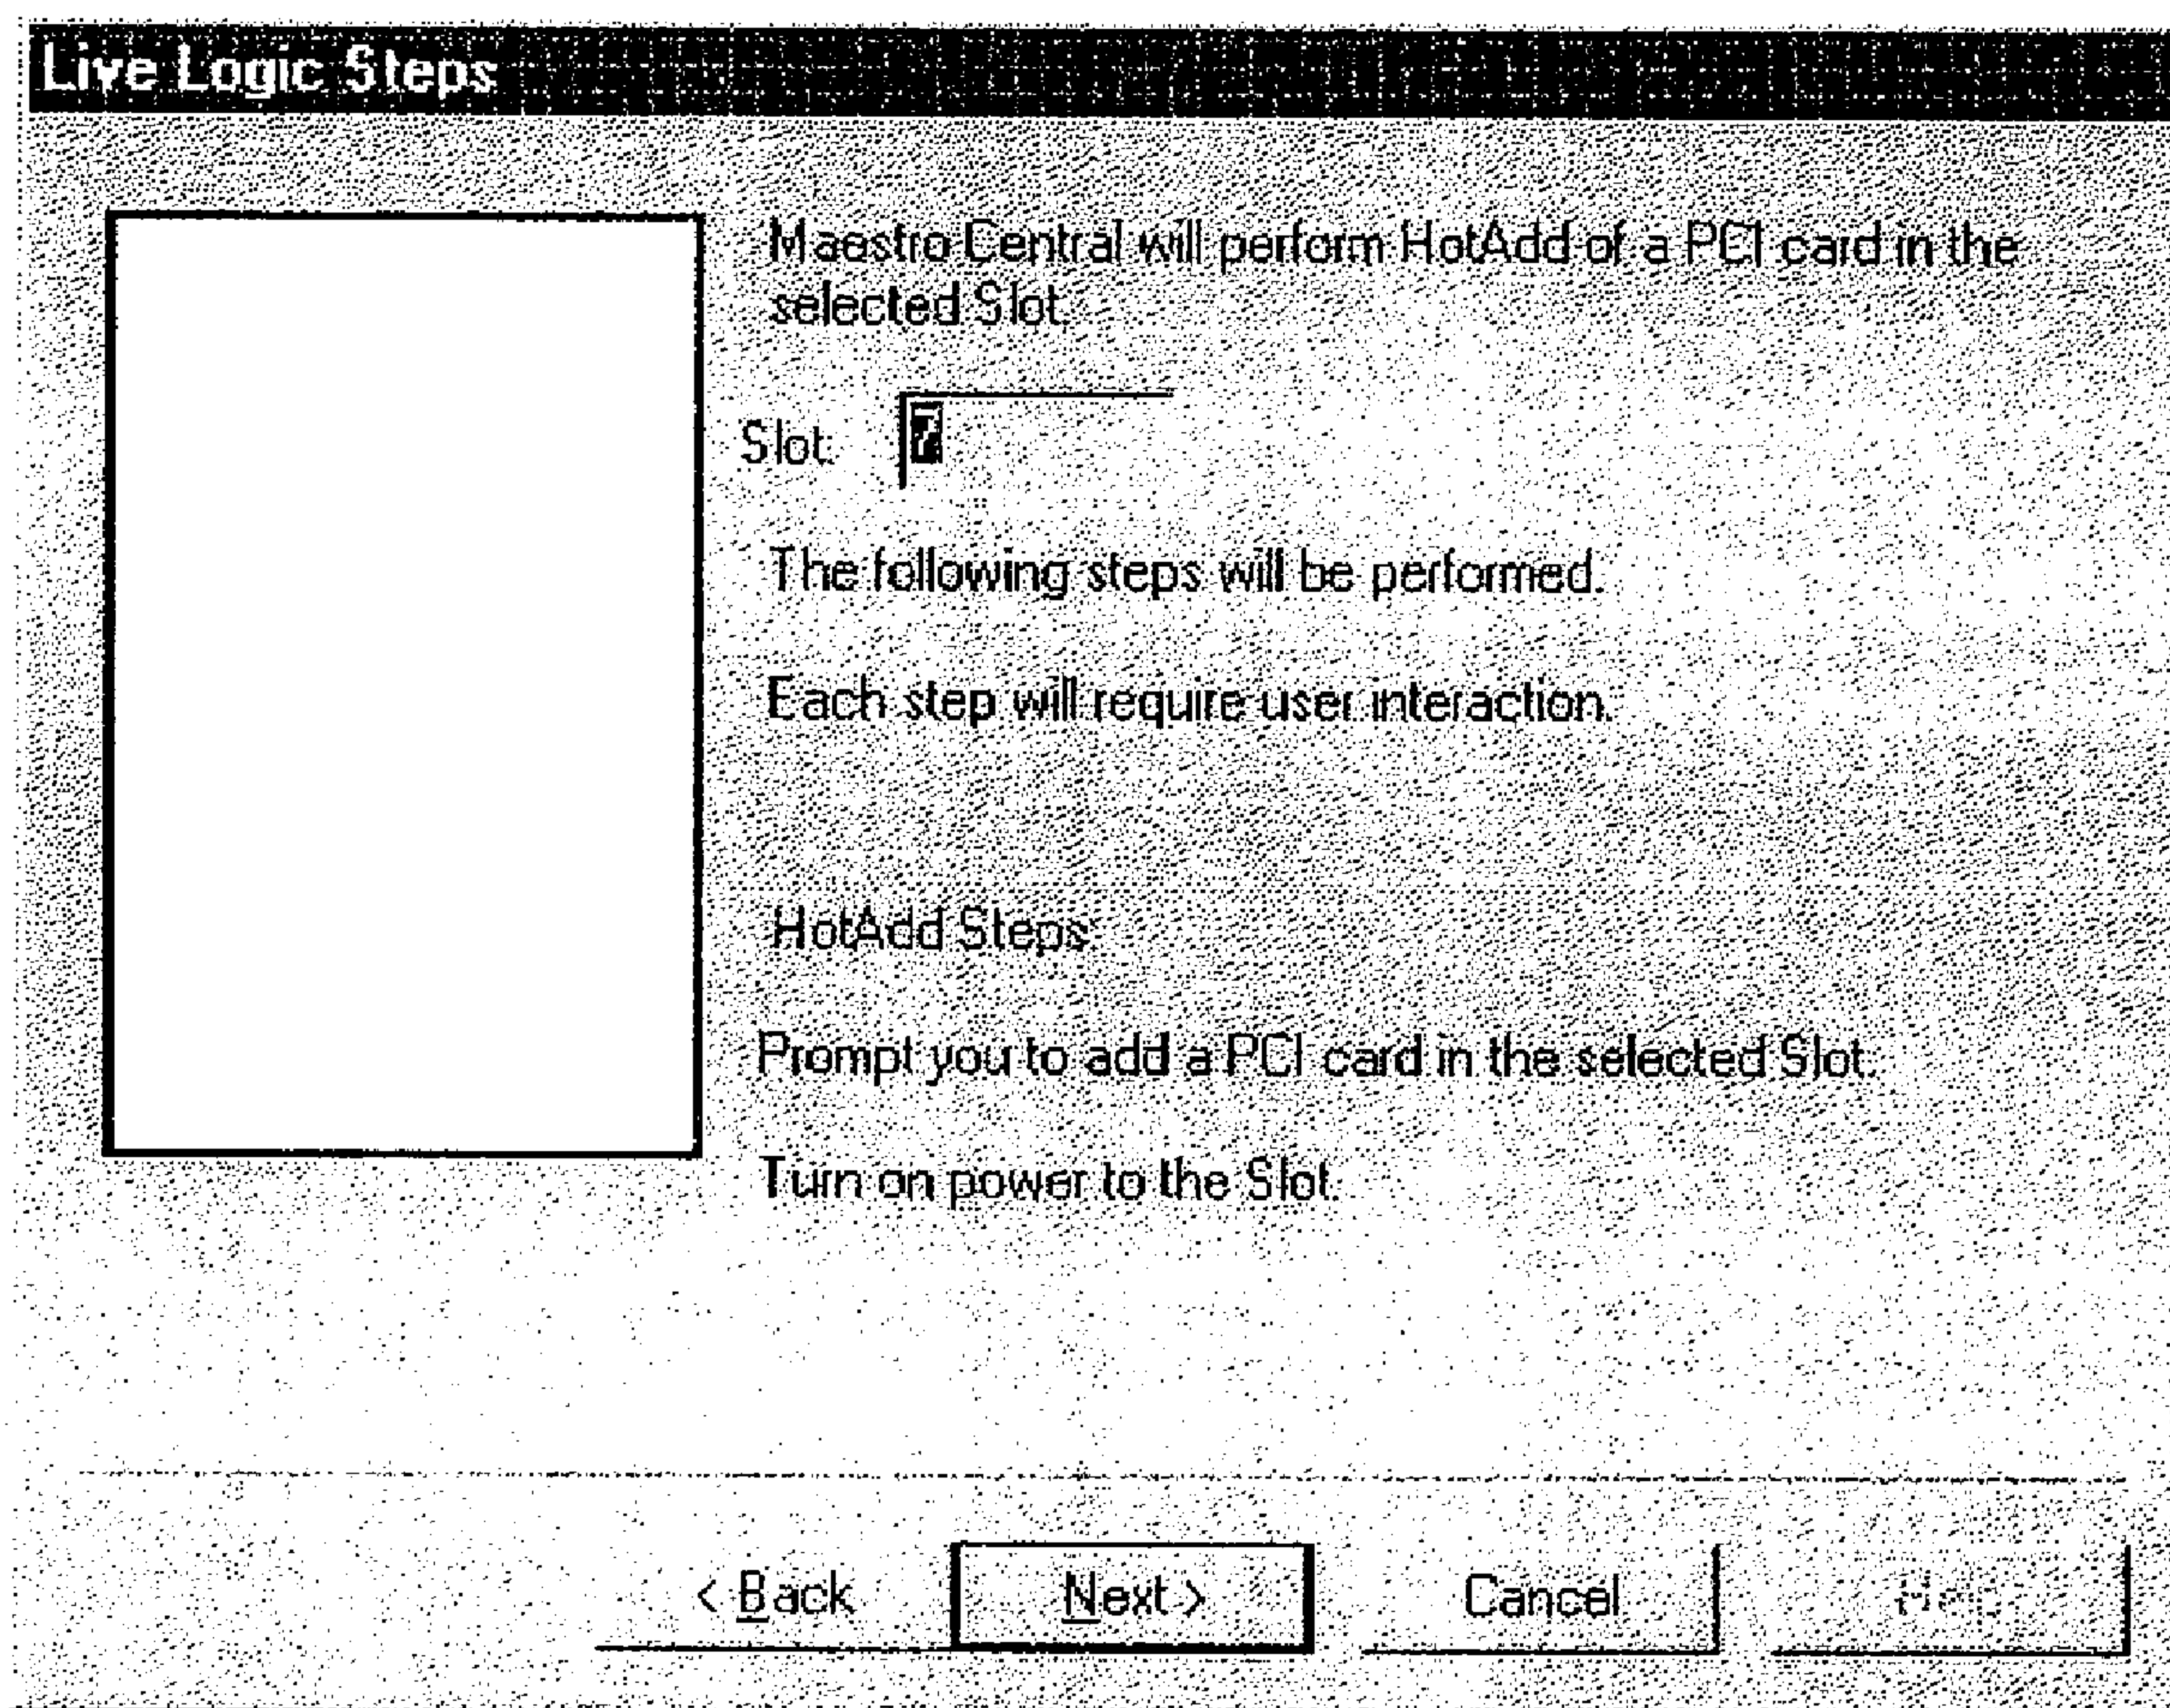 Live Logic Steps
Maestro Central will perform HotAdd of a PCI card in the
selected Slot.
Slot: 7
The following steps will be performed.
Each step will require user interaction.
HotAdd Steps:
Prompt you to add a PCI card in the selected Slot.
Turn on power to the Slot.
< Back
Next >
Cancel